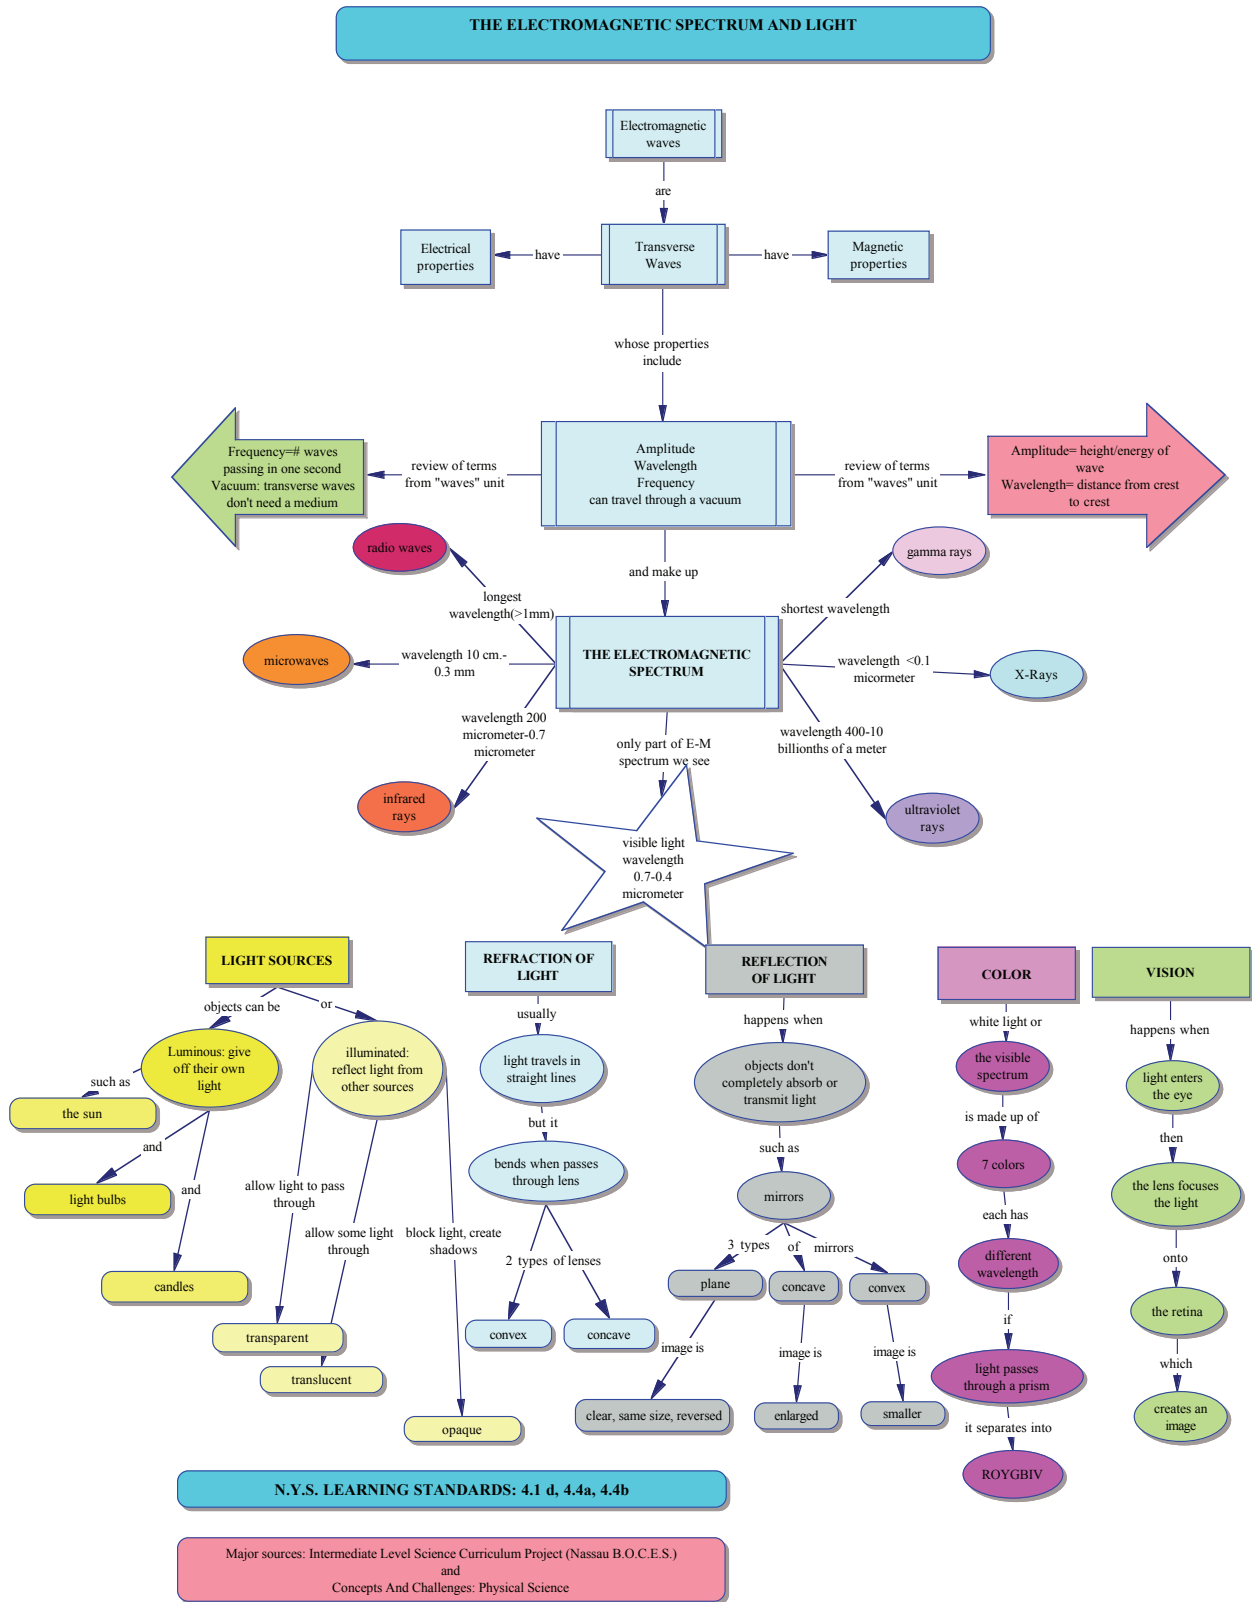 THE ELECTROMAGNETIC SPECTRUM AND LIGHT
Electromagnetic
waves
are
Electrical
properties
have
Transverse
Waves
have
Magnetic
properties
whose properties
include
Frequency=# waves
passing in one second
Vacuum: transverse waves
don't need a medium
review of terms
from "waves" unit
Amplitude
Wavelength
Frequency
can travel through a vacuum
review of terms
from "waves" unit
Amplitude= height/energy of
wave
Wavelength= distance from crest
to crest
radio waves
and make up
gamma rays
longest
wavelength(>1mm)
shortest wavelength
microwaves
wavelength 10 cm.-
0.3 mm
THE ELECTROMAGNETIC
SPECTRUM
wavelength <0.1
micormeter
X-Rays
wavelength 200
micrometer-0.7
micrometer
only part of E-M
spectrum we see
wavelength 400-10
billionths of a meter
infrared
rays
ultraviolet
rays
visible light
wavelength
0.7-0.4
micrometer
LIGHT SOURCES
objects can be
or
Luminous: give
off their own
light
illuminated:
reflect light from
other sources
such as
the sun
and
light bulbs
and
candles
allow light to pass
through
allow some light
through
block light, create
shadows
transparent
translucent
opaque
REFRACTION OF
LIGHT
usually
light travels in
straight lines
but it
bends when passes
through lens
2 types of lenses
convex
concave
REFLECTION
OF LIGHT
happens when
objects don't
completely absorb or
transmit light
such as
mirrors
3 types of mirrors
plane
concave
convex
image is
image is
image is
clear, same size, reversed
enlarged
smaller
COLOR
white light or
the visible
spectrum
is made up of
7 colors
each has
different
wavelength
if
light passes
through a prism
it separates into
ROYGBIV
VISION
happens when
light enters
the eye
then
the lens focuses
the light
onto
the retina
which
creates an
image
N.Y.S. LEARNING STANDARDS: 4.1 d, 4.4a, 4.4b
Major sources: Intermediate Level Science Curriculum Project (Nassau B.O.C.E.S.)
and
Concepts And Challenges: Physical Science